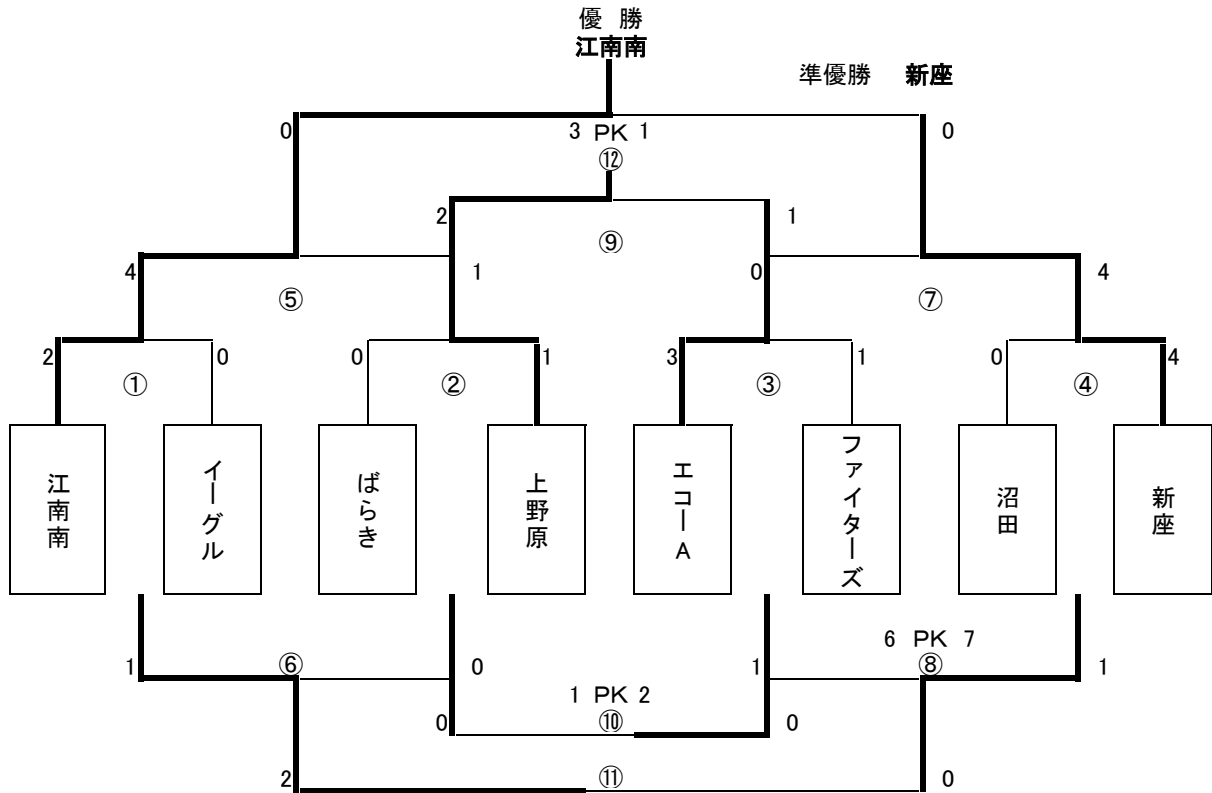 優 勝
江南南
準優勝 新座
0 3 PK 1 0
⑫
2 1
⑨
4 1 0 4
⑤ ⑦
2 0 0 1 3 1 0 4
① ② ③ ④
江南南
イーグル
ばらき
上野原
エコーA
ファイターズ
沼田
新座
6 PK 7
1 ⑥ 0 1 ⑧ 1
1 PK 2
0 ⑩ 0
2 ⑪ 0